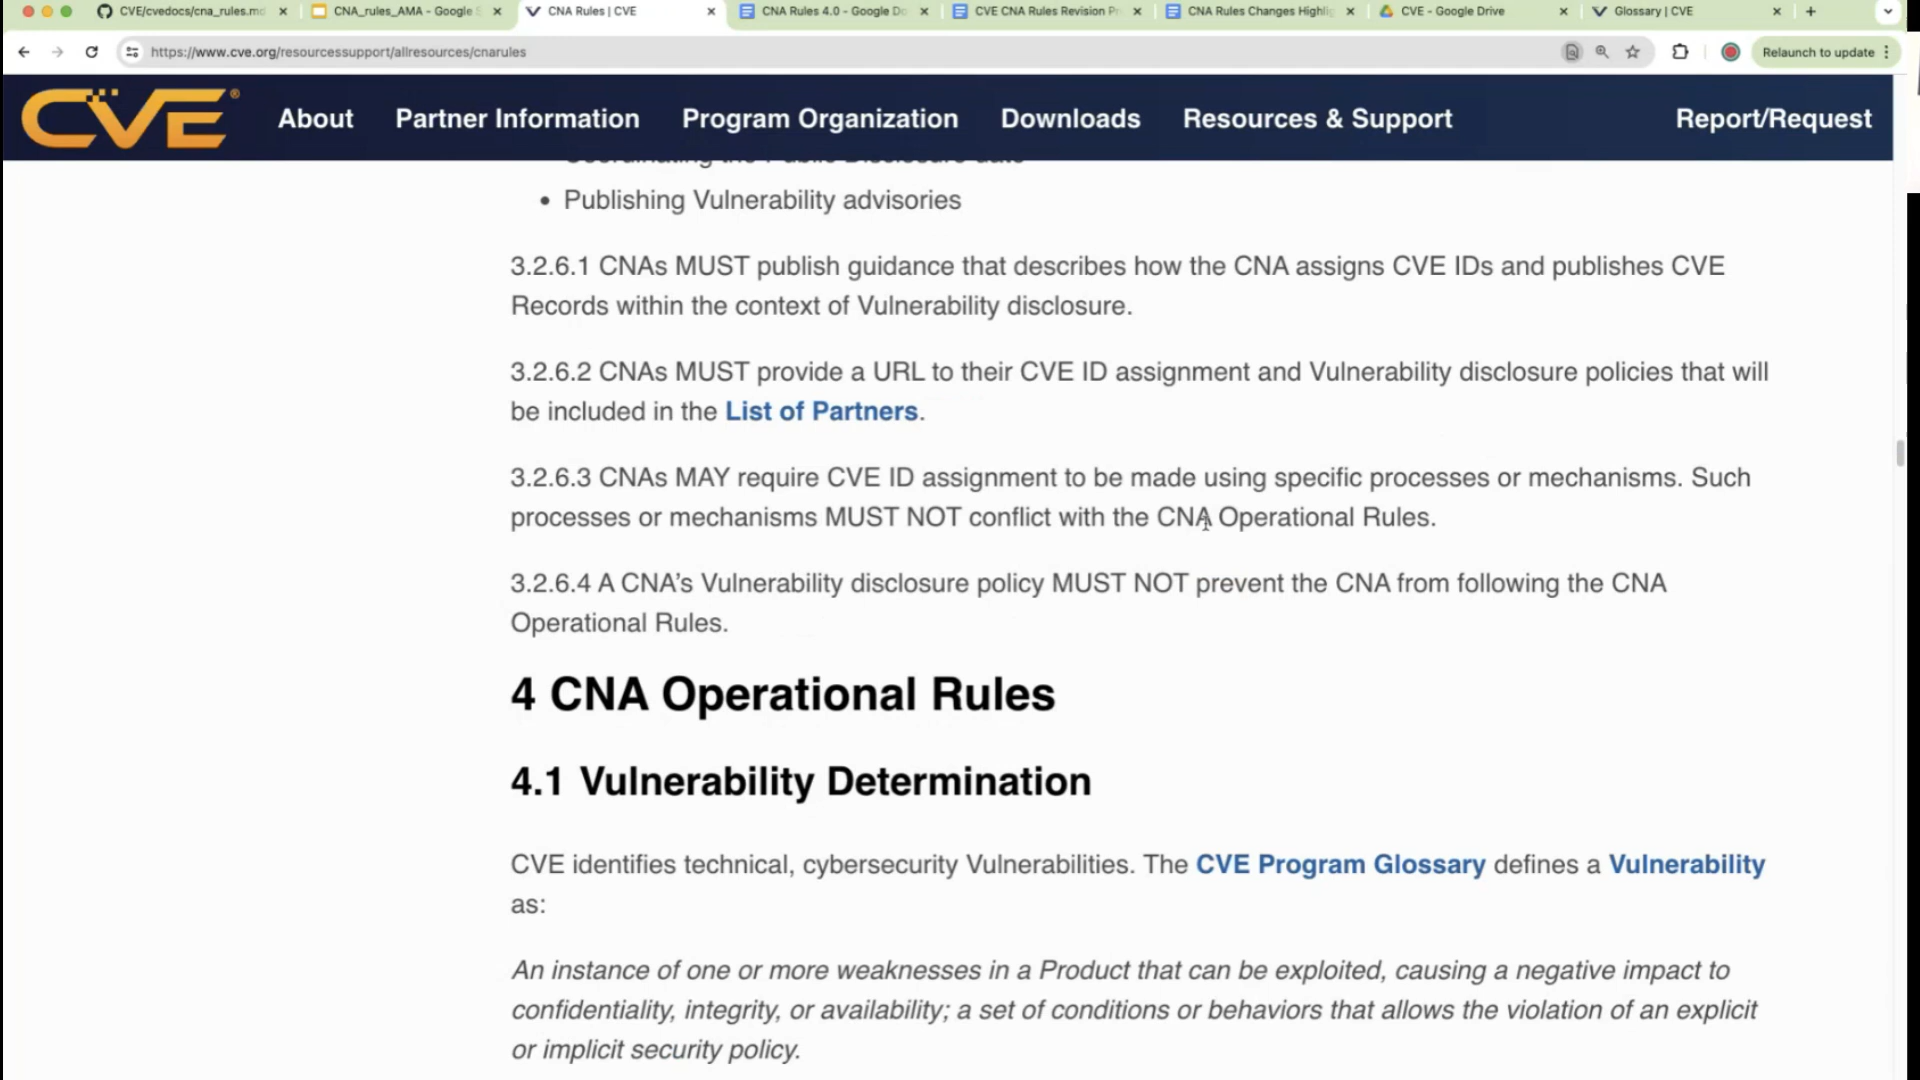 CVE/cvedocs/cna_rules.md
CNA_rules_AMA - Google S
CNA Rules | CVE
CNA Rules 4.0 - Google Do
CVE CNA Rules Revision Pr
CNA Rules Changes Highlig
CVE - Google Drive
Glossary | CVE
https://www.cve.org/resourcessupport/allresources/cnarules
Relaunch to update
CVE®
About
Partner Information
Program Organization
Downloads
Resources & Support
Report/Request
Coordinating the Public Disclosure date
• Publishing Vulnerability advisories
3.2.6.1 CNAs MUST publish guidance that describes how the CNA assigns CVE IDs and publishes CVE
Records within the context of Vulnerability disclosure.
3.2.6.2 CNAs MUST provide a URL to their CVE ID assignment and Vulnerability disclosure policies that will
be included in the List of Partners.
3.2.6.3 CNAs MAY require CVE ID assignment to be made using specific processes or mechanisms. Such
processes or mechanisms MUST NOT conflict with the CNA Operational Rules.
3.2.6.4 A CNA’s Vulnerability disclosure policy MUST NOT prevent the CNA from following the CNA
Operational Rules.
4 CNA Operational Rules
4.1 Vulnerability Determination
CVE identifies technical, cybersecurity Vulnerabilities. The CVE Program Glossary defines a Vulnerability
as:
An instance of one or more weaknesses in a Product that can be exploited, causing a negative impact to
confidentiality, integrity, or availability; a set of conditions or behaviors that allows the violation of an explicit
or implicit security policy.